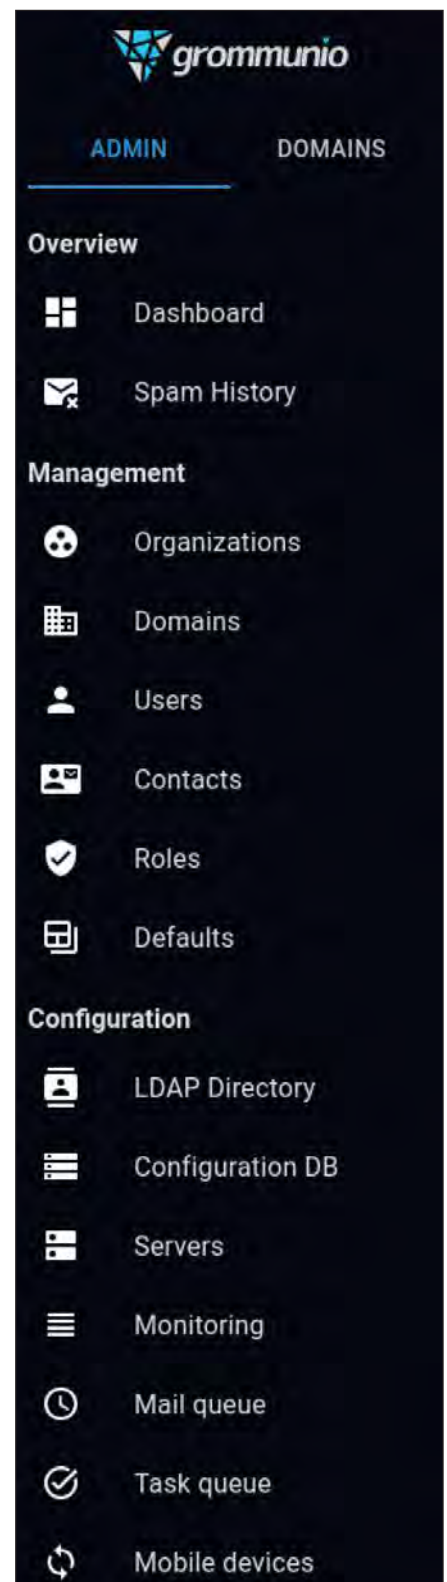 grommunio
ADMIN DOMAINS
Overview
Dashboard
Spam History
Management
Organizations
Domains
Users
Contacts
Roles
Defaults
Configuration
LDAP Directory
Configuration DB
Servers
Monitoring
Mail queue
Task queue
Mobile devices